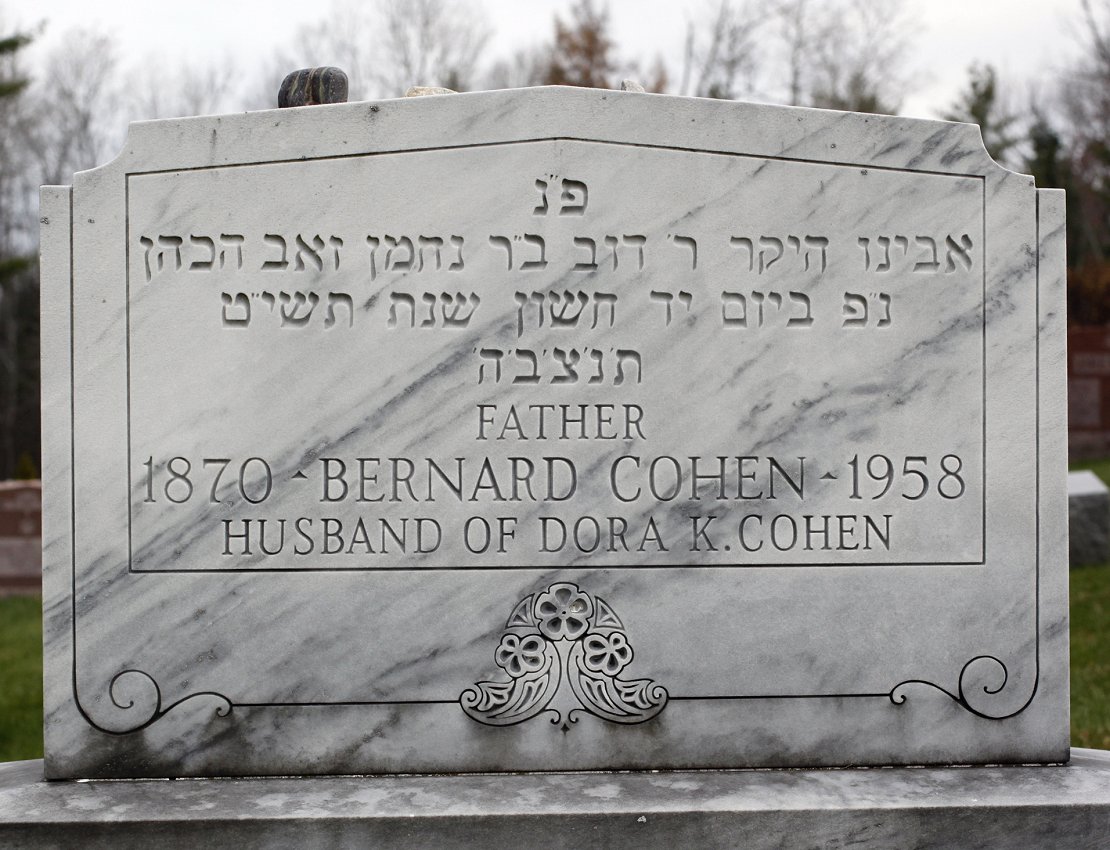 פ"נ
אבינו היקר ר' דוב ב"ר נחמן זאב הכהן
נ"פ ביום יד חשון שנת תשי"ט
ת'נ'צ'ב'ה'
FATHER
1870 - BERNARD COHEN - 1958
HUSBAND OF DORA K. COHEN